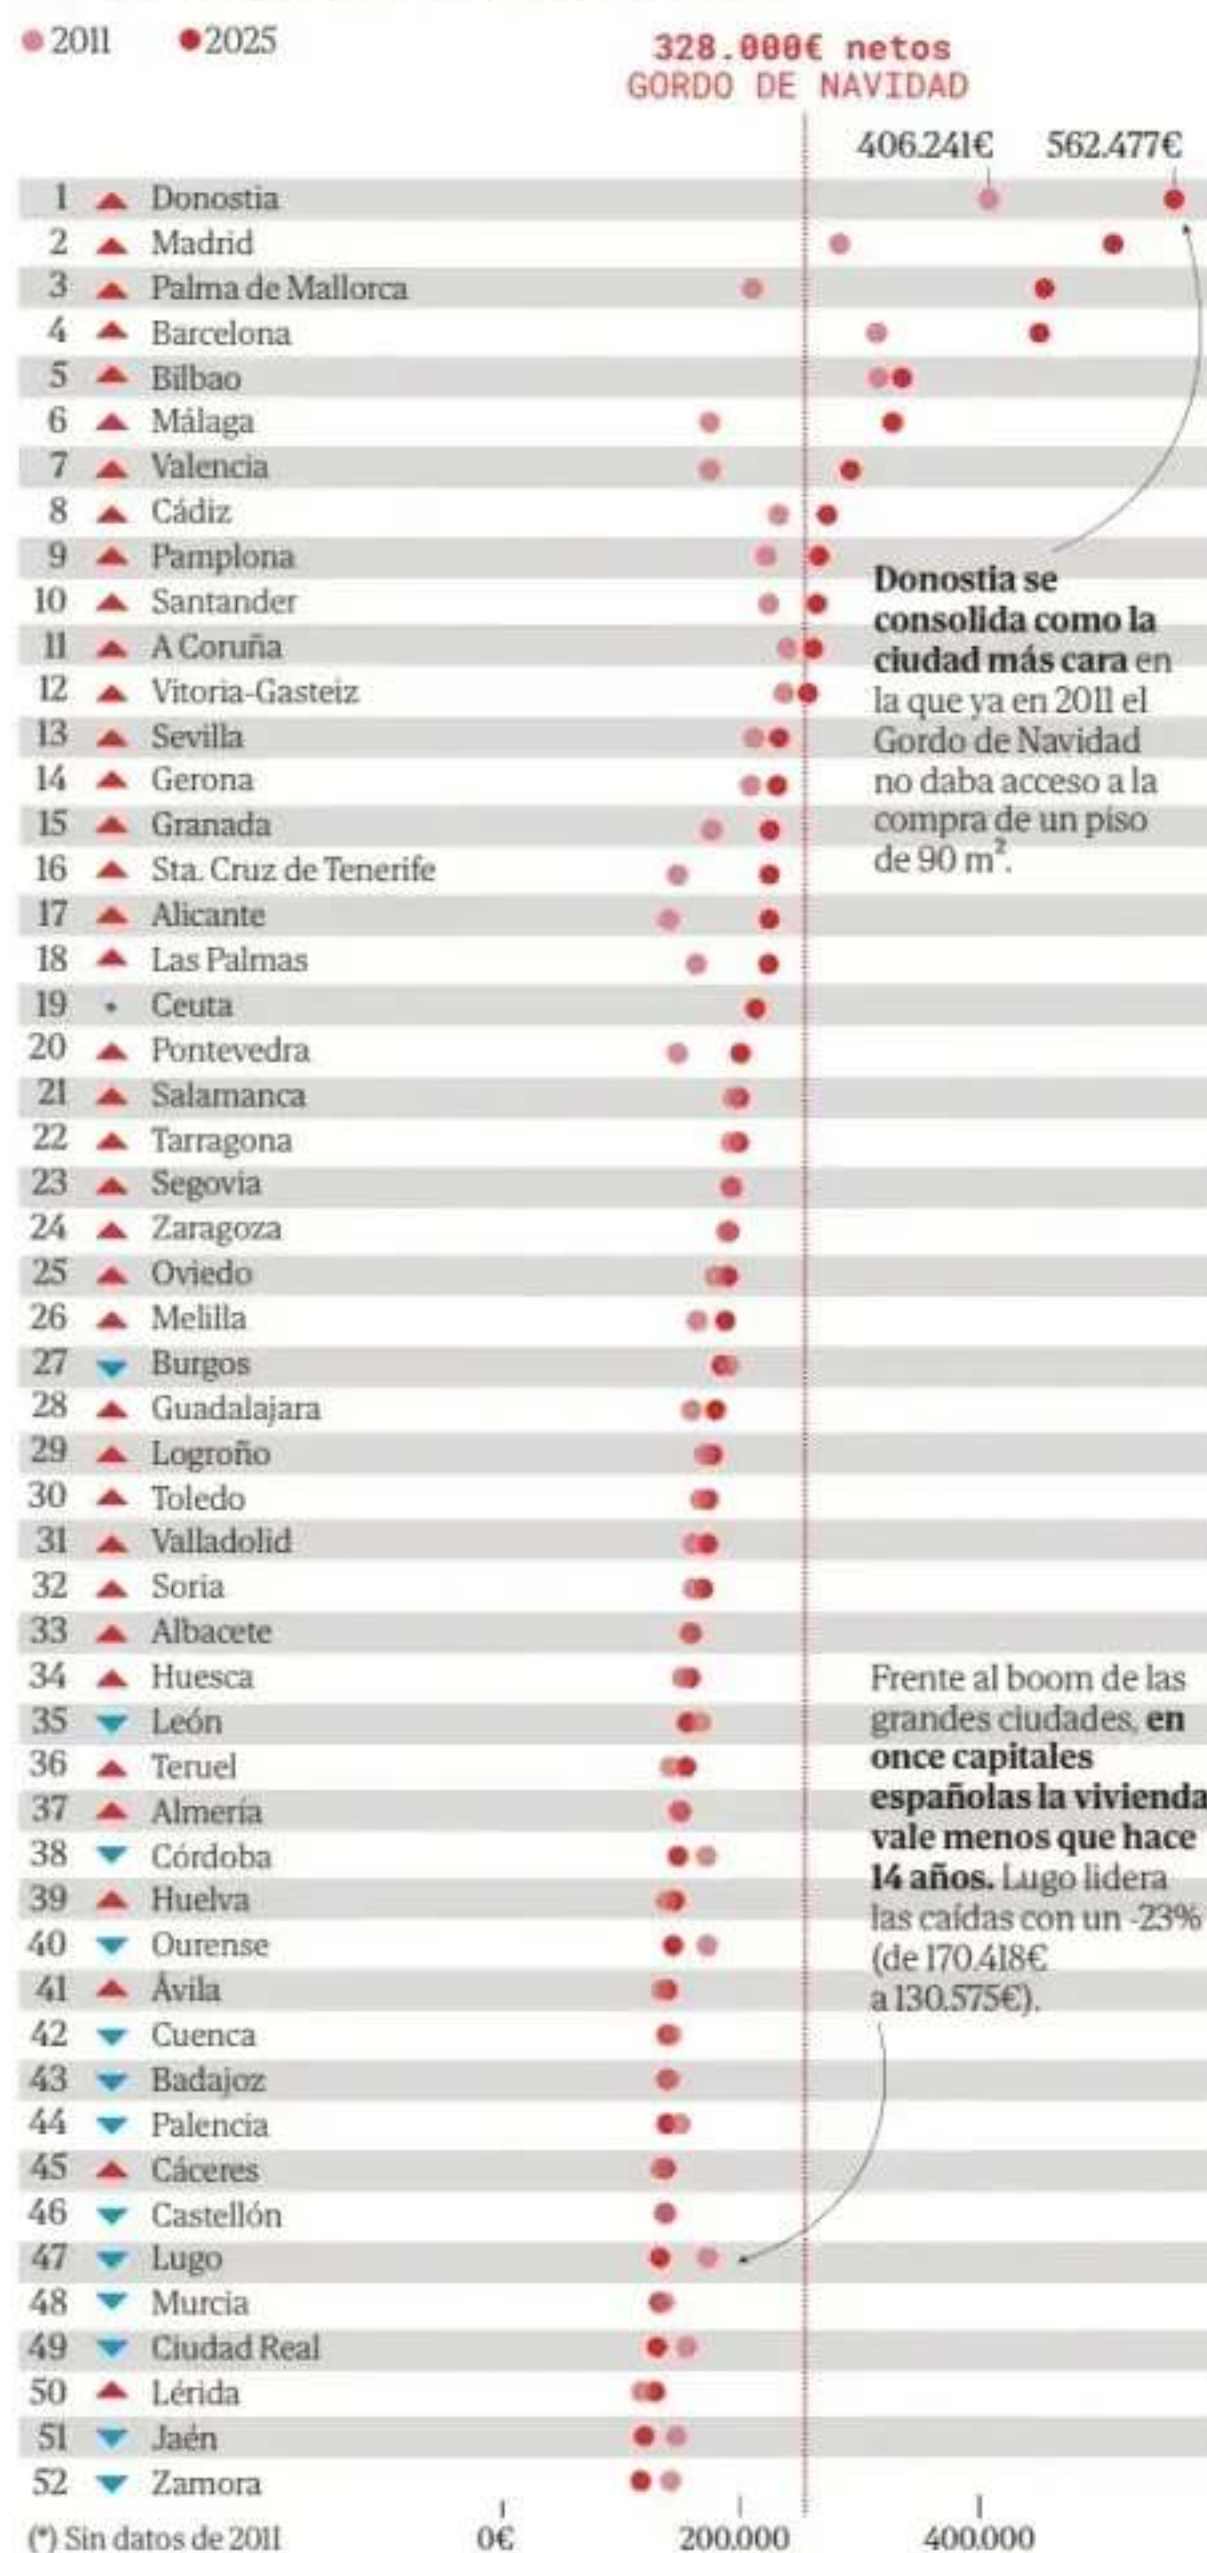 2011 2025
328.000€ netos
GORDO DE NAVIDAD
406.241€ 562.477€
1 Donostia
2 Madrid
3 Palma de Mallorca
4 Barcelona
5 Bilbao
6 Málaga
7 Valencia
8 Cádiz
9 Pamplona
10 Santander
11 A Coruña
12 Vitoria-Gasteiz
13 Sevilla
14 Gerona
15 Granada
16 Sta. Cruz de Tenerife
17 Alicante
18 Las Palmas
19 Ceuta
20 Pontevedra
21 Salamanca
22 Tarragona
23 Segovia
24 Zaragoza
25 Oviedo
26 Melilla
27 Burgos
28 Guadalajara
29 Logroño
30 Toledo
31 Valladolid
32 Soria
33 Albacete
34 Huesca
35 León
36 Teruel
37 Almería
38 Córdoba
39 Huelva
40 Ourense
41 Ávila
42 Cuenca
43 Badajoz
44 Palencia
45 Cáceres
46 Castellón
47 Lugo
48 Murcia
49 Ciudad Real
50 Lérida
51 Jaén
52 Zamora
Donostia se
consolida como la
ciudad más cara en
la que ya en 2011 el
Gordo de Navidad
no daba acceso a la
compra de un piso
de 90 m².
Frente al boom de las
grandes ciudades, en
once capitales
españolas la vivienda
vale menos que hace
14 años. Lugo lidera
las caídas con un -23%
(de 170.418€
a 130.575€).
(*) Sin datos de 2011 0€ 200.000 400.000